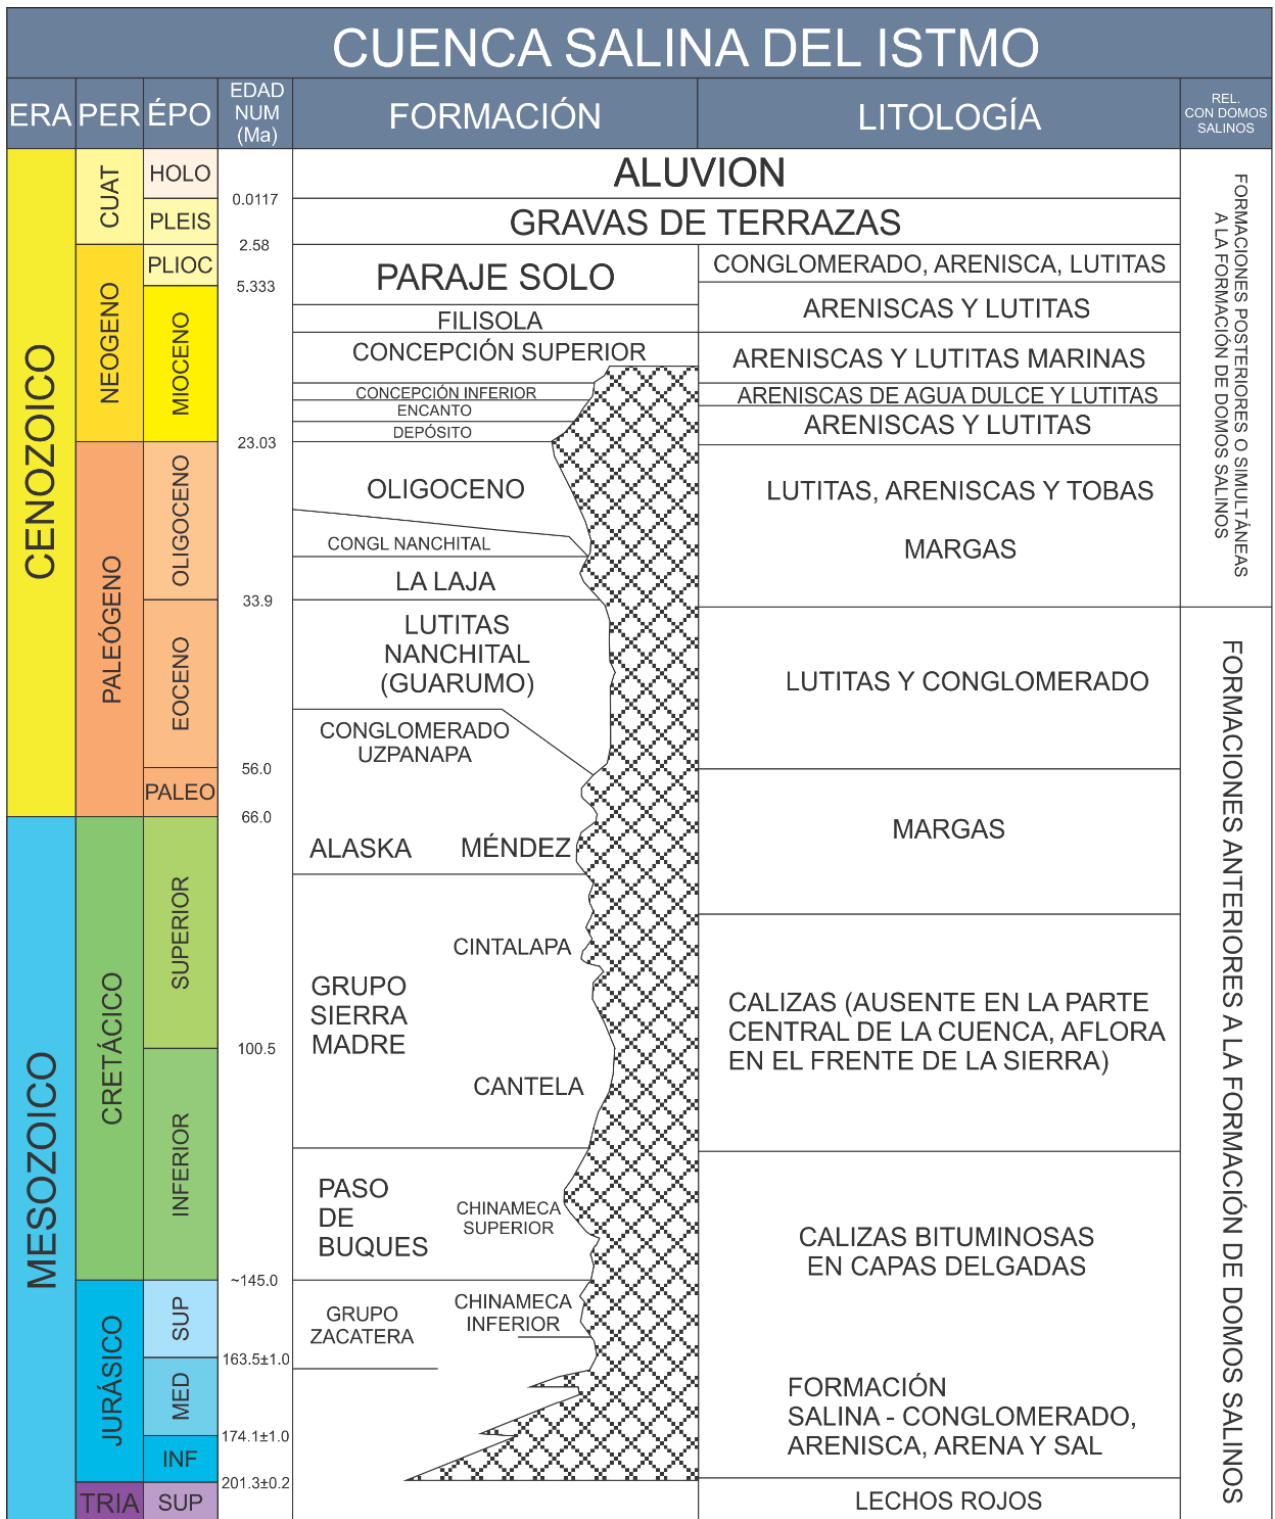 CUENCA SALINA DEL ISTMO
ERA
PER
ÉPO
EDAD
NUM
(Ma)
FORMACIÓN
LITOLOGÍA
REL.
CON DOMOS
SALINOS
CENOZOICO
MESOZOICO
CUAT
NEOGENO
PALEÓGENO
CRETÁCICO
JURÁSICO
TRIA
HOLO
PLEIS
PLIOC
MIOCENO
OLIGOCENO
EOCENO
PALEO
SUPERIOR
INFERIOR
SUP
MED
INF
SUP
0.0117
2.58
5.333
23.03
33.9
56.0
66.0
100.5
~145.0
163.5±1.0
174.1±1.0
201.3±0.2
ALUVION
GRAVAS DE TERRAZAS
PARAJE SOLO
FILISOLA
CONCEPCIÓN SUPERIOR
CONCEPCIÓN INFERIOR
ENCANTO
DEPÓSITO
OLIGOCENO
CONGL NANCHITAL
LA LAJA
LUTITAS
NANCHITAL
(GUARUMO)
CONGLOMERADO
UZPANAPA
ALASKA
MÉNDEZ
CINTALAPA
GRUPO
SIERRA
MADRE
CANTELA
PASO
DE
BUQUES
CHINAMECA
SUPERIOR
GRUPO
ZACATERA
CHINAMECA
INFERIOR
CONGLOMERADO, ARENISCA, LUTITAS
ARENISCAS Y LUTITAS
ARENISCAS Y LUTITAS MARINAS
ARENISCAS DE AGUA DULCE Y LUTITAS
ARENISCAS Y LUTITAS
LUTITAS, ARENISCAS Y TOBAS
MARGAS
LUTITAS Y CONGLOMERADO
MARGAS
CALIZAS (AUSENTE EN LA PARTE
CENTRAL DE LA CUENCA, AFLORA
EN EL FRENTE DE LA SIERRA)
CALIZAS BITUMINOSAS
EN CAPAS DELGADAS
FORMACIÓN
SALINA - CONGLOMERADO,
ARENISCA, ARENA Y SAL
LECHOS ROJOS
FORMACIONES POSTERIORES O SIMULTÁNEAS
A LA FORMACIÓN DE DOMOS SALINOS
FORMACIONES ANTERIORES A LA FORMACIÓN DE DOMOS SALINOS